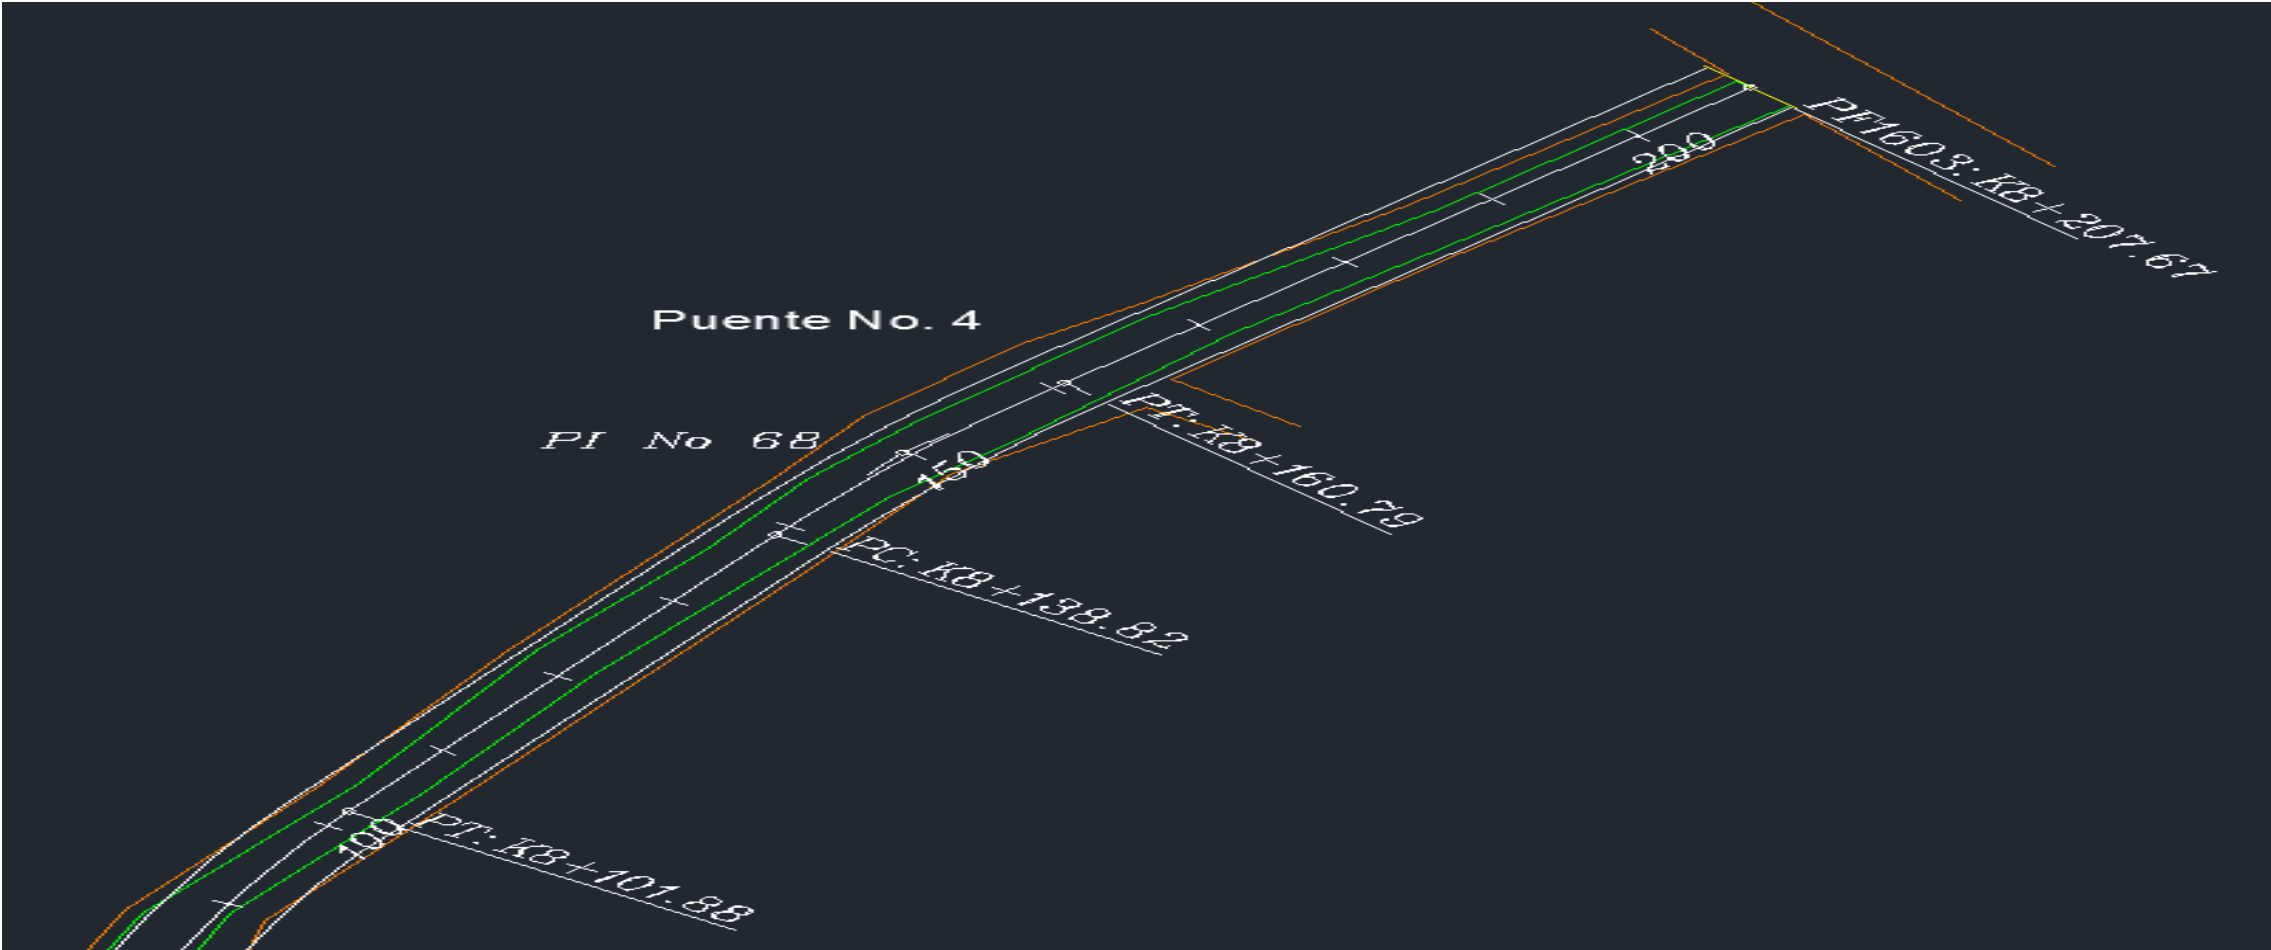 PF1603: K8+207.67
200
Puente No. 4
PT: K8+160.79
PI No 68
150
PC: K8+138.82
PT: K8+101.88
100